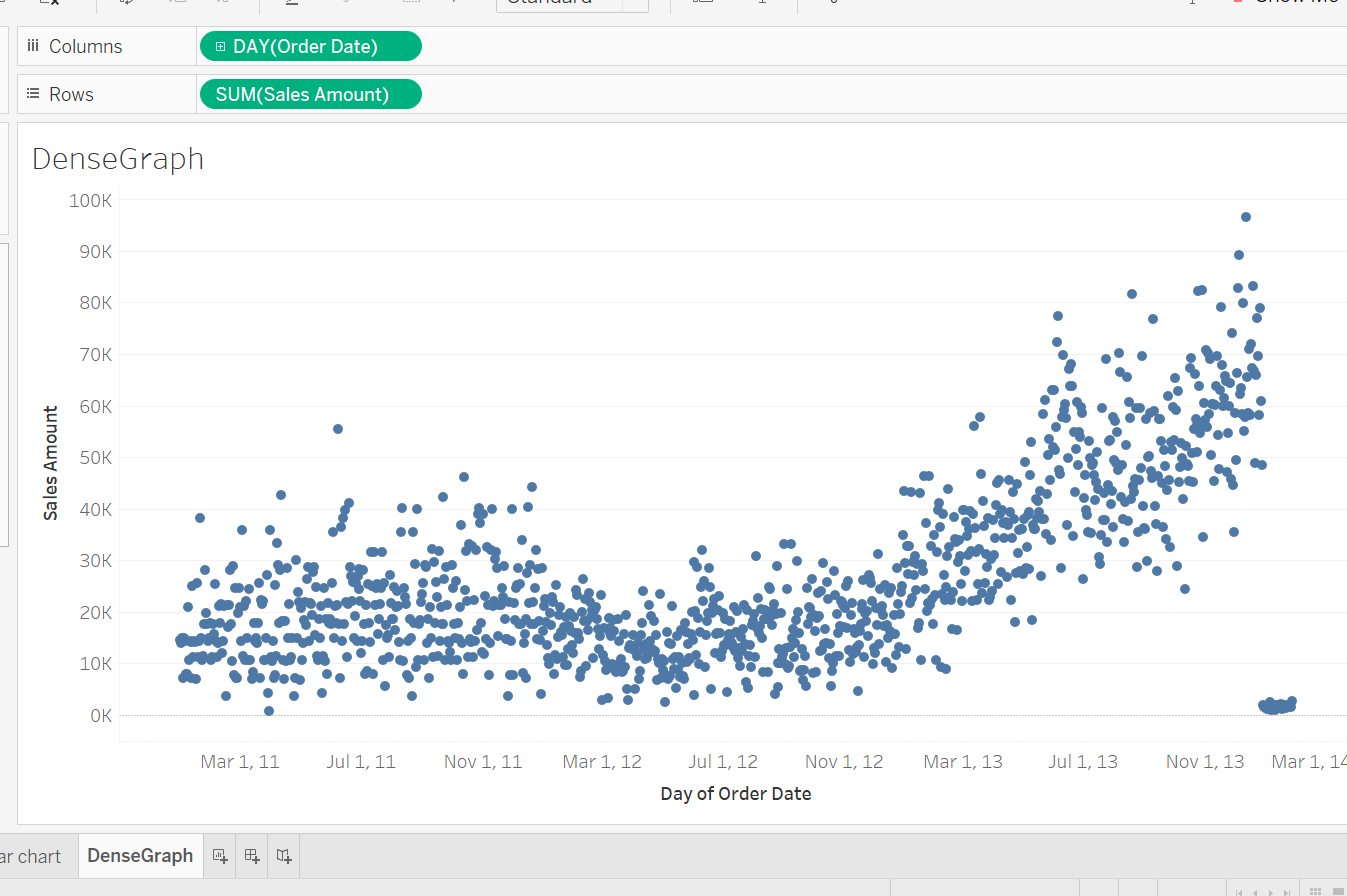 Standard
Show Me
Columns
DAY(Order Date)
Rows
SUM(Sales Amount)
DenseGraph
100K
90K
80K
70K
60K
50K
40K
30K
20K
10K
0K
Sales Amount
Mar 1, 11 Jul 1, 11 Nov 1, 11 Mar 1, 12 Jul 1, 12 Nov 1, 12 Mar 1, 13 Jul 1, 13 Nov 1, 13 Mar 1, 14
Day of Order Date
ar chart DenseGraph